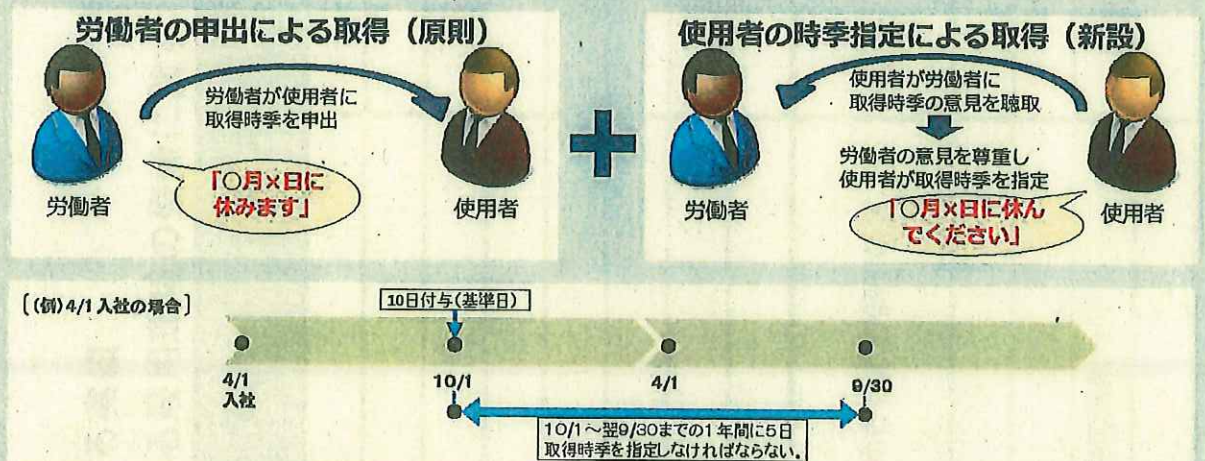 労働者の申出による取得（原則）
労働者が使用者に
取得時季を申出
「○月×日に
休みます」
労働者
使用者
＋
使用者の時季指定による取得（新設）
使用者が労働者に
取得時季の意見を聴取
労働者の意見を尊重し
使用者が取得時季を指定
「○月×日に休ん
でください」
労働者
使用者
［(例)4/1入社の場合］
10日付与(基準日)
4/1
入社
10/1
4/1
9/30
10/1～翌9/30までの1年間に5日
取得時季を指定しなければならない。